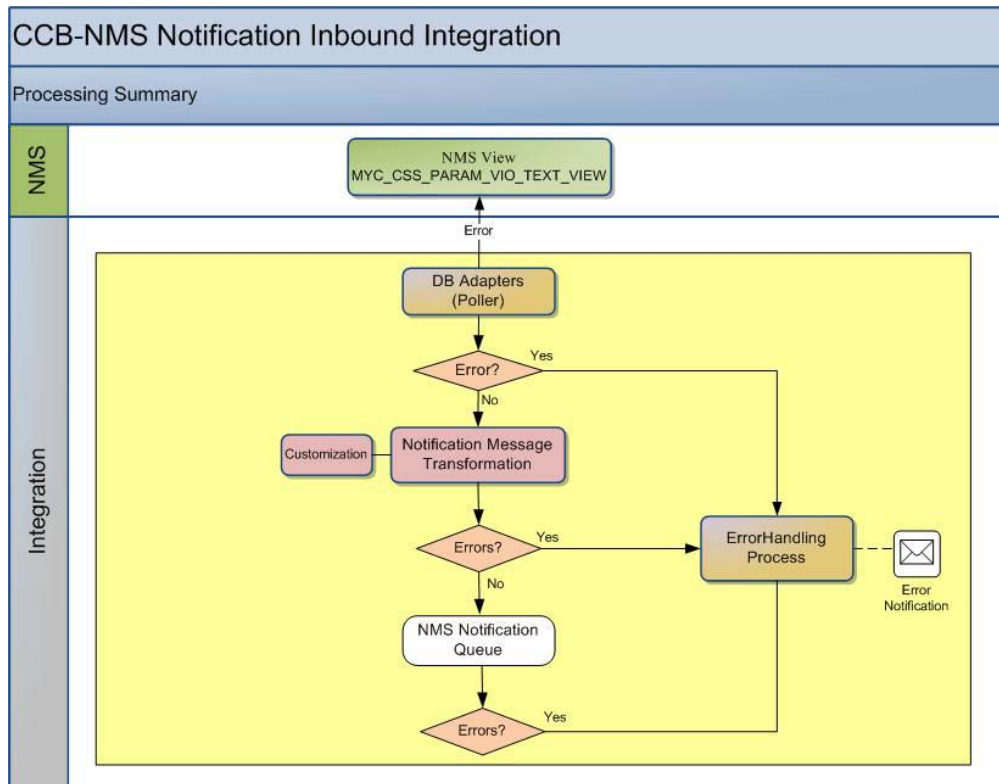 CCB-NMS Notification Inbound Integration
Processing Summary
NMS
NMS View
MYC_CSS_PARAM_VIO_TEXT_VIEW
Error
Integration
DB Adapters
(Poller)
Error?
Yes
No
Customization
Notification Message
Transformation
Errors?
Yes
No
ErrorHandling
Process
Error
Notification
NMS Notification
Queue
Errors?
Yes